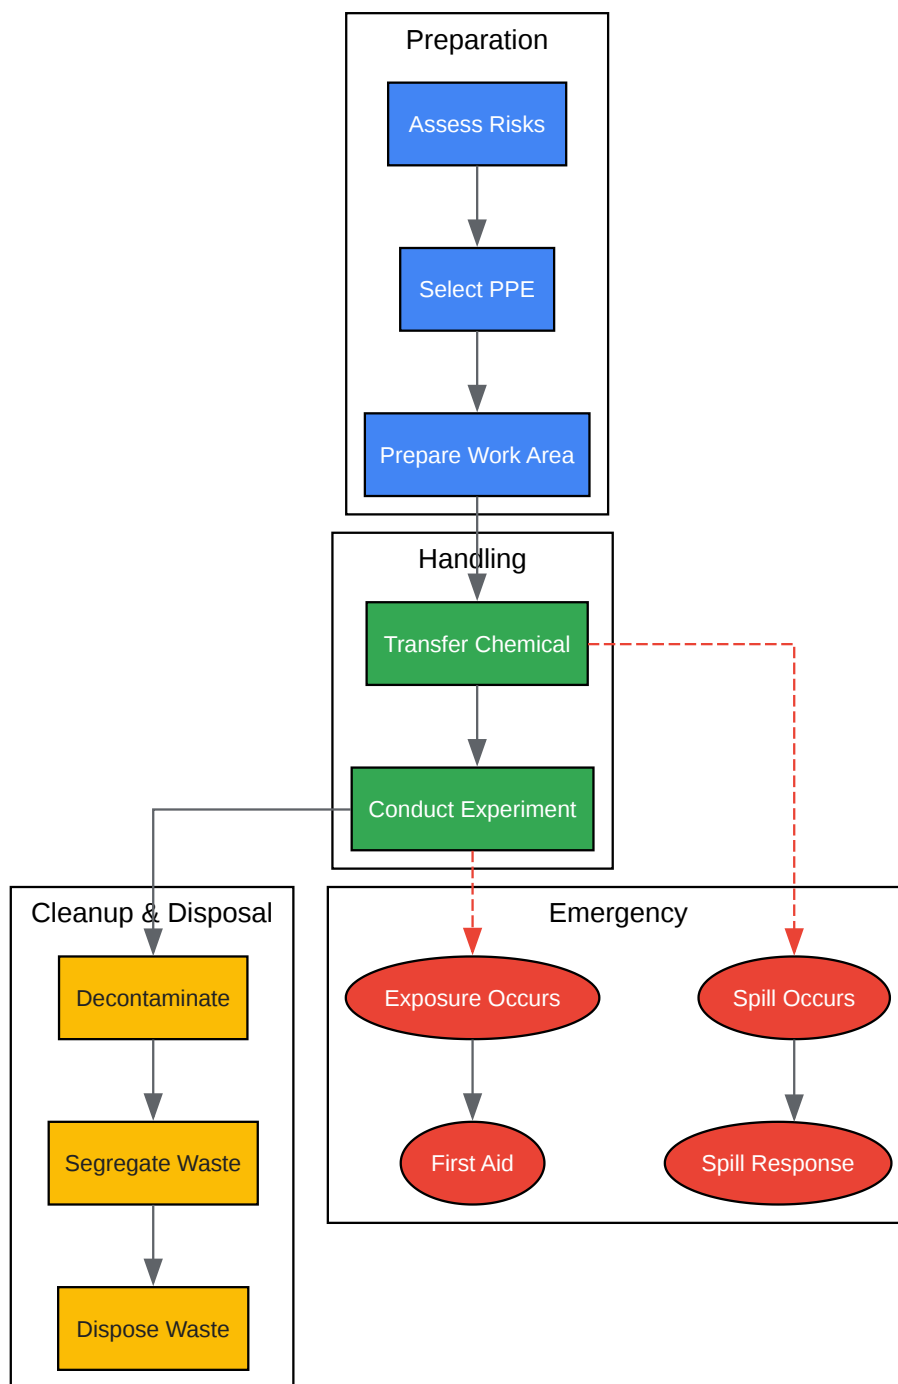 Preparation
Assess Risks
Select PPE
Prepare Work Area
Handling
Transfer Chemical
Conduct Experiment
Cleanup & Disposal
Decontaminate
Segregate Waste
Dispose Waste
Emergency
Exposure Occurs
Spill Occurs
First Aid
Spill Response